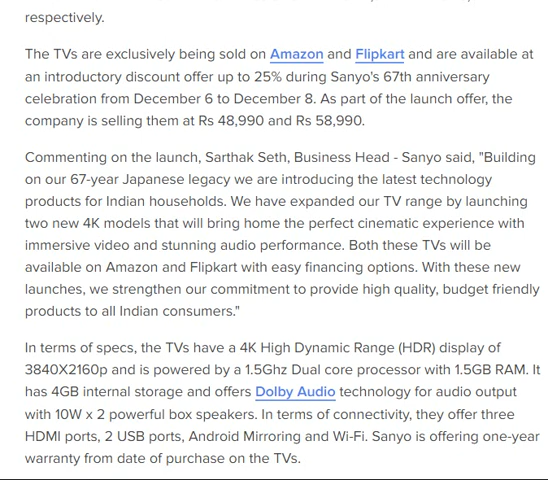 respectively.
The TVs are exclusively being sold on Amazon and Flipkart and are available at
an introductory discount offer up to 25% during Sanyo's 67th anniversary
celebration from December 6 to December 8. As part of the launch offer, the
company is selling them at Rs 48,990 and Rs 58,990.
Commenting on the launch, Sarthak Seth, Business Head - Sanyo said, "Building
on our 67-year Japanese legacy we are introducing the latest technology
products for Indian households. We have expanded our TV range by launching
two new 4K models that will bring home the perfect cinematic experience with
immersive video and stunning audio performance. Both these TVs will be
available on Amazon and Flipkart with easy financing options. With these new
launches, we strengthen our commitment to provide high quality, budget friendly
products to all Indian consumers."
In terms of specs, the TVs have a 4K High Dynamic Range (HDR) display of
3840X2160p and is powered by a 1.5Ghz Dual core processor with 1.5GB RAM. It
has 4GB internal storage and offers Dolby Audio technology for audio output
with 10W x 2 powerful box speakers. In terms of connectivity, they offer three
HDMI ports, 2 USB ports, Android Mirroring and Wi-Fi. Sanyo is offering one-year
warranty from date of purchase on the TVs.